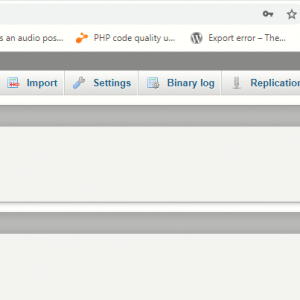 s an audio pos... PHP code quality u... Export error – The...
Import Settings Binary log Replication